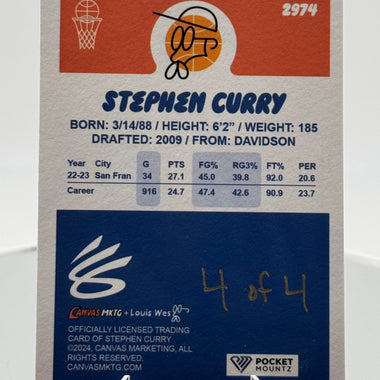 2974
STEPHEN CURRY
BORN: 3/14/88 / HEIGHT: 6'2" / WEIGHT: 185
DRAFTED: 2009 / FROM: DAVIDSON
Year City G PTS FG% RG3% FT% PER
22-23 San Fran 34 27.1 45.0 39.8 92.0 20.6
Career 916 24.7 47.4 42.6 90.9 23.7
4 of 4
CANVAS MKTG + Louis Wes
OFFICIALLY LICENSED TRADING
CARD OF STEPHEN CURRY
©2024, CANVAS MARKETING, ALL
RIGHTS RESERVED.
CANVASMKTG.COM
POCKET
MOUNTZ